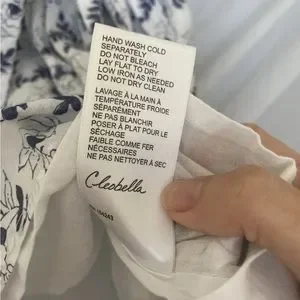 HAND WASH COLD
SEPARATELY
DO NOT BLEACH
LAY FLAT TO DRY
LOW IRON AS NEEDED
DO NOT DRY CLEAN
LAVAGE À LA MAIN À
TEMPÉRATURE FROIDE
SÉPARÉMENT
NE PAS BLANCHIR
POSER À PLAT POUR LE
SÉCHAGE
FAIBLE COMME FER
NÉCESSAIRES
NE PAS NETTOYER A SEC
Cleobella